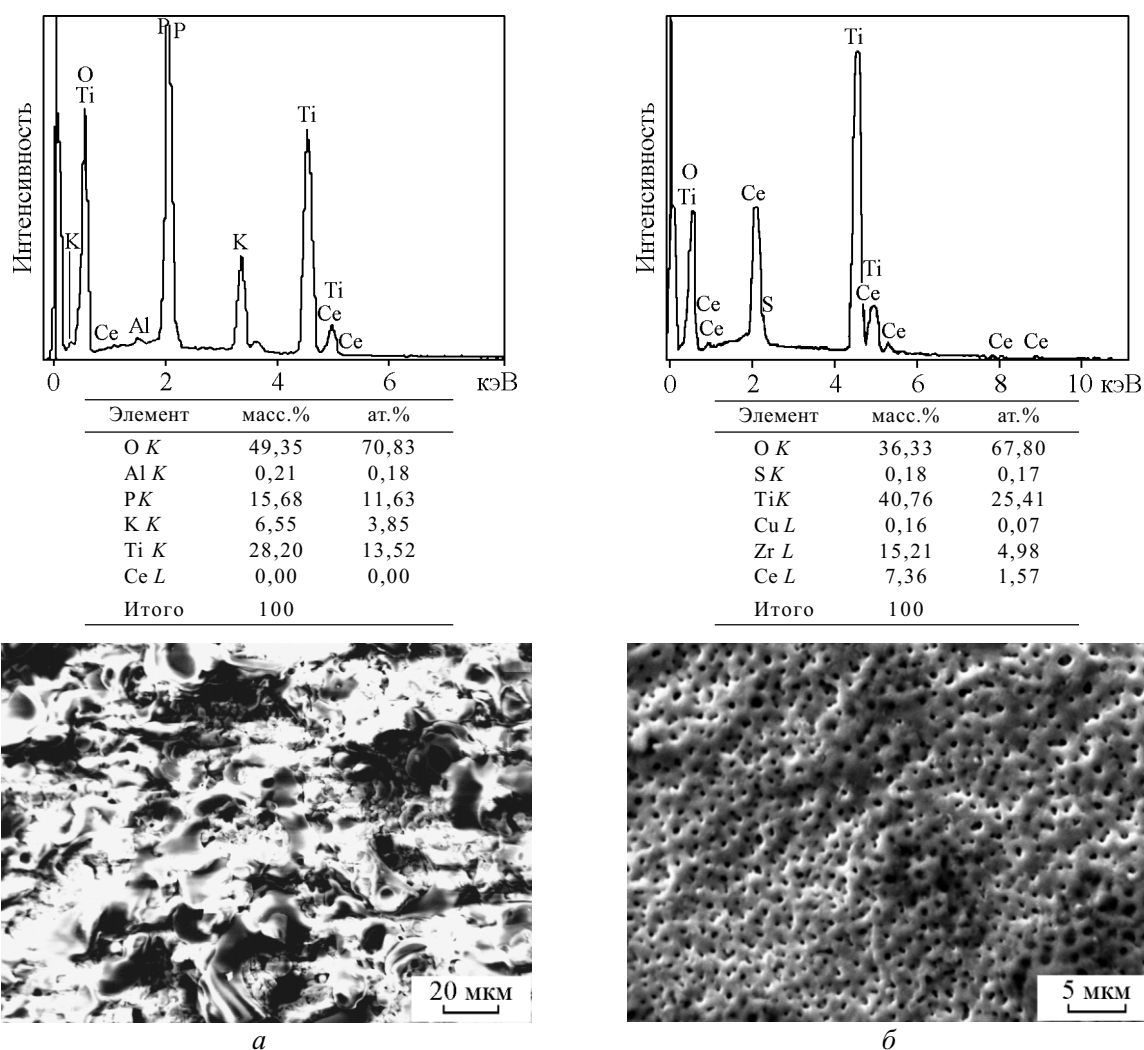 P P
O
Ti
Ti
K
K
Ce
Al
Ti
Ce
Ce
Интенсивность
0 2 4 6 кэВ
Элемент масс.% ат.%
O K 49,35 70,83
Al K 0,21 0,18
P K 15,68 11,63
K K 6,55 3,85
Ti K 28,20 13,52
Ce L 0,00 0,00
Итого 100
20 мкм
а
Ti
O
Ti
Ce
Ti
Ce
Ce
S
Ce
Ce
Ce
Ce
Интенсивность
0 2 4 6 8 10 кэВ
Элемент масс.% ат.%
O K 36,33 67,80
S K 0,18 0,17
Ti K 40,76 25,41
Cu L 0,16 0,07
Zr L 15,21 4,98
Ce L 7,36 1,57
Итого 100
5 мкм
б